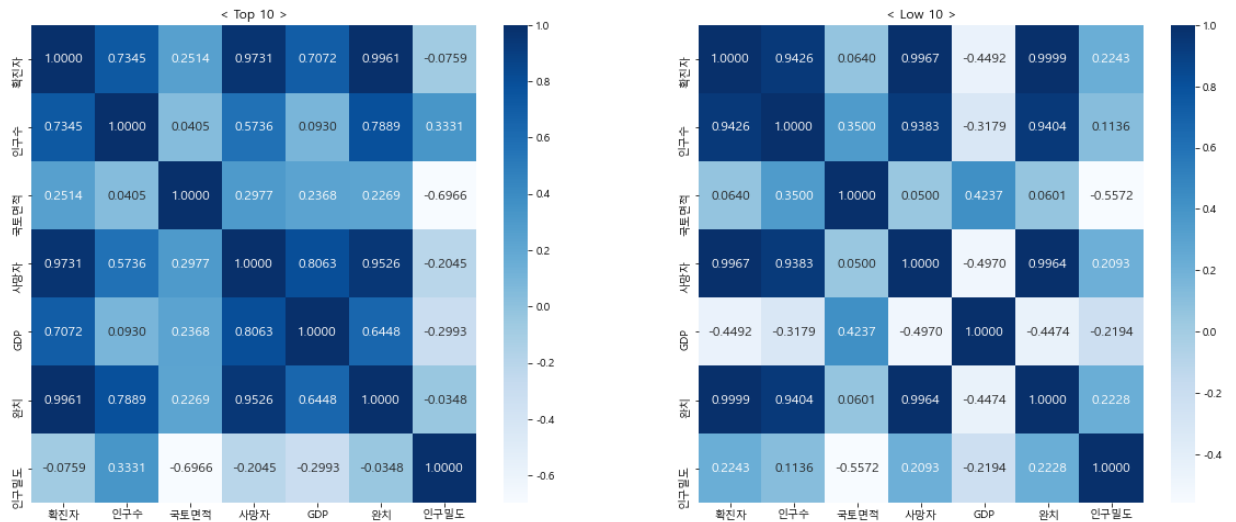 < Top 10 >
확진자 1.0000 0.7345 0.2514 0.9731 0.7072 0.9961 -0.0759
인구수 0.7345 1.0000 0.0405 0.5736 0.0930 0.7889 0.3331
국토면적 0.2514 0.0405 1.0000 0.2977 0.2368 0.2269 -0.6966
사망자 0.9731 0.5736 0.2977 1.0000 0.8063 0.9526 -0.2045
GDP 0.7072 0.0930 0.2368 0.8063 1.0000 0.6448 -0.2993
완치 0.9961 0.7889 0.2269 0.9526 0.6448 1.0000 -0.0348
인구밀도 -0.0759 0.3331 -0.6966 -0.2045 -0.2993 -0.0348 1.0000
확진자 인구수 국토면적 사망자 GDP 완치 인구밀도
1.0
0.8
0.6
0.4
0.2
0.0
-0.2
-0.4
-0.6
< Low 10 >
확진자 1.0000 0.9426 0.0640 0.9967 -0.4492 0.9999 0.2243
인구수 0.9426 1.0000 0.3500 0.9383 -0.3179 0.9404 0.1136
국토면적 0.0640 0.3500 1.0000 0.0500 0.4237 0.0601 -0.5572
사망자 0.9967 0.9383 0.0500 1.0000 -0.4970 0.9964 0.2093
GDP -0.4492 -0.3179 0.4237 -0.4970 1.0000 -0.4474 -0.2194
완치 0.9999 0.9404 0.0601 0.9964 -0.4474 1.0000 0.2228
인구밀도 0.2243 0.1136 -0.5572 0.2093 -0.2194 0.2228 1.0000
확진자 인구수 국토면적 사망자 GDP 완치 인구밀도
1.0
0.8
0.6
0.4
0.2
0.0
-0.2
-0.4